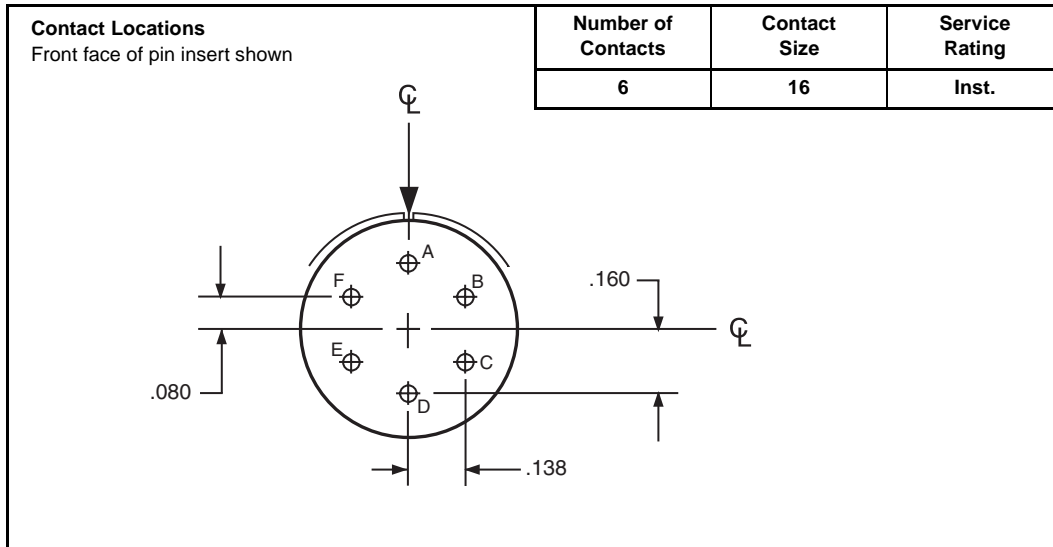 Contact Locations
Front face of pin insert shown
Number of
Contacts
Contact
Size
Service
Rating
6
16
Inst.
℄
A
F
B
.160
℄
E
C
.080
D
.138